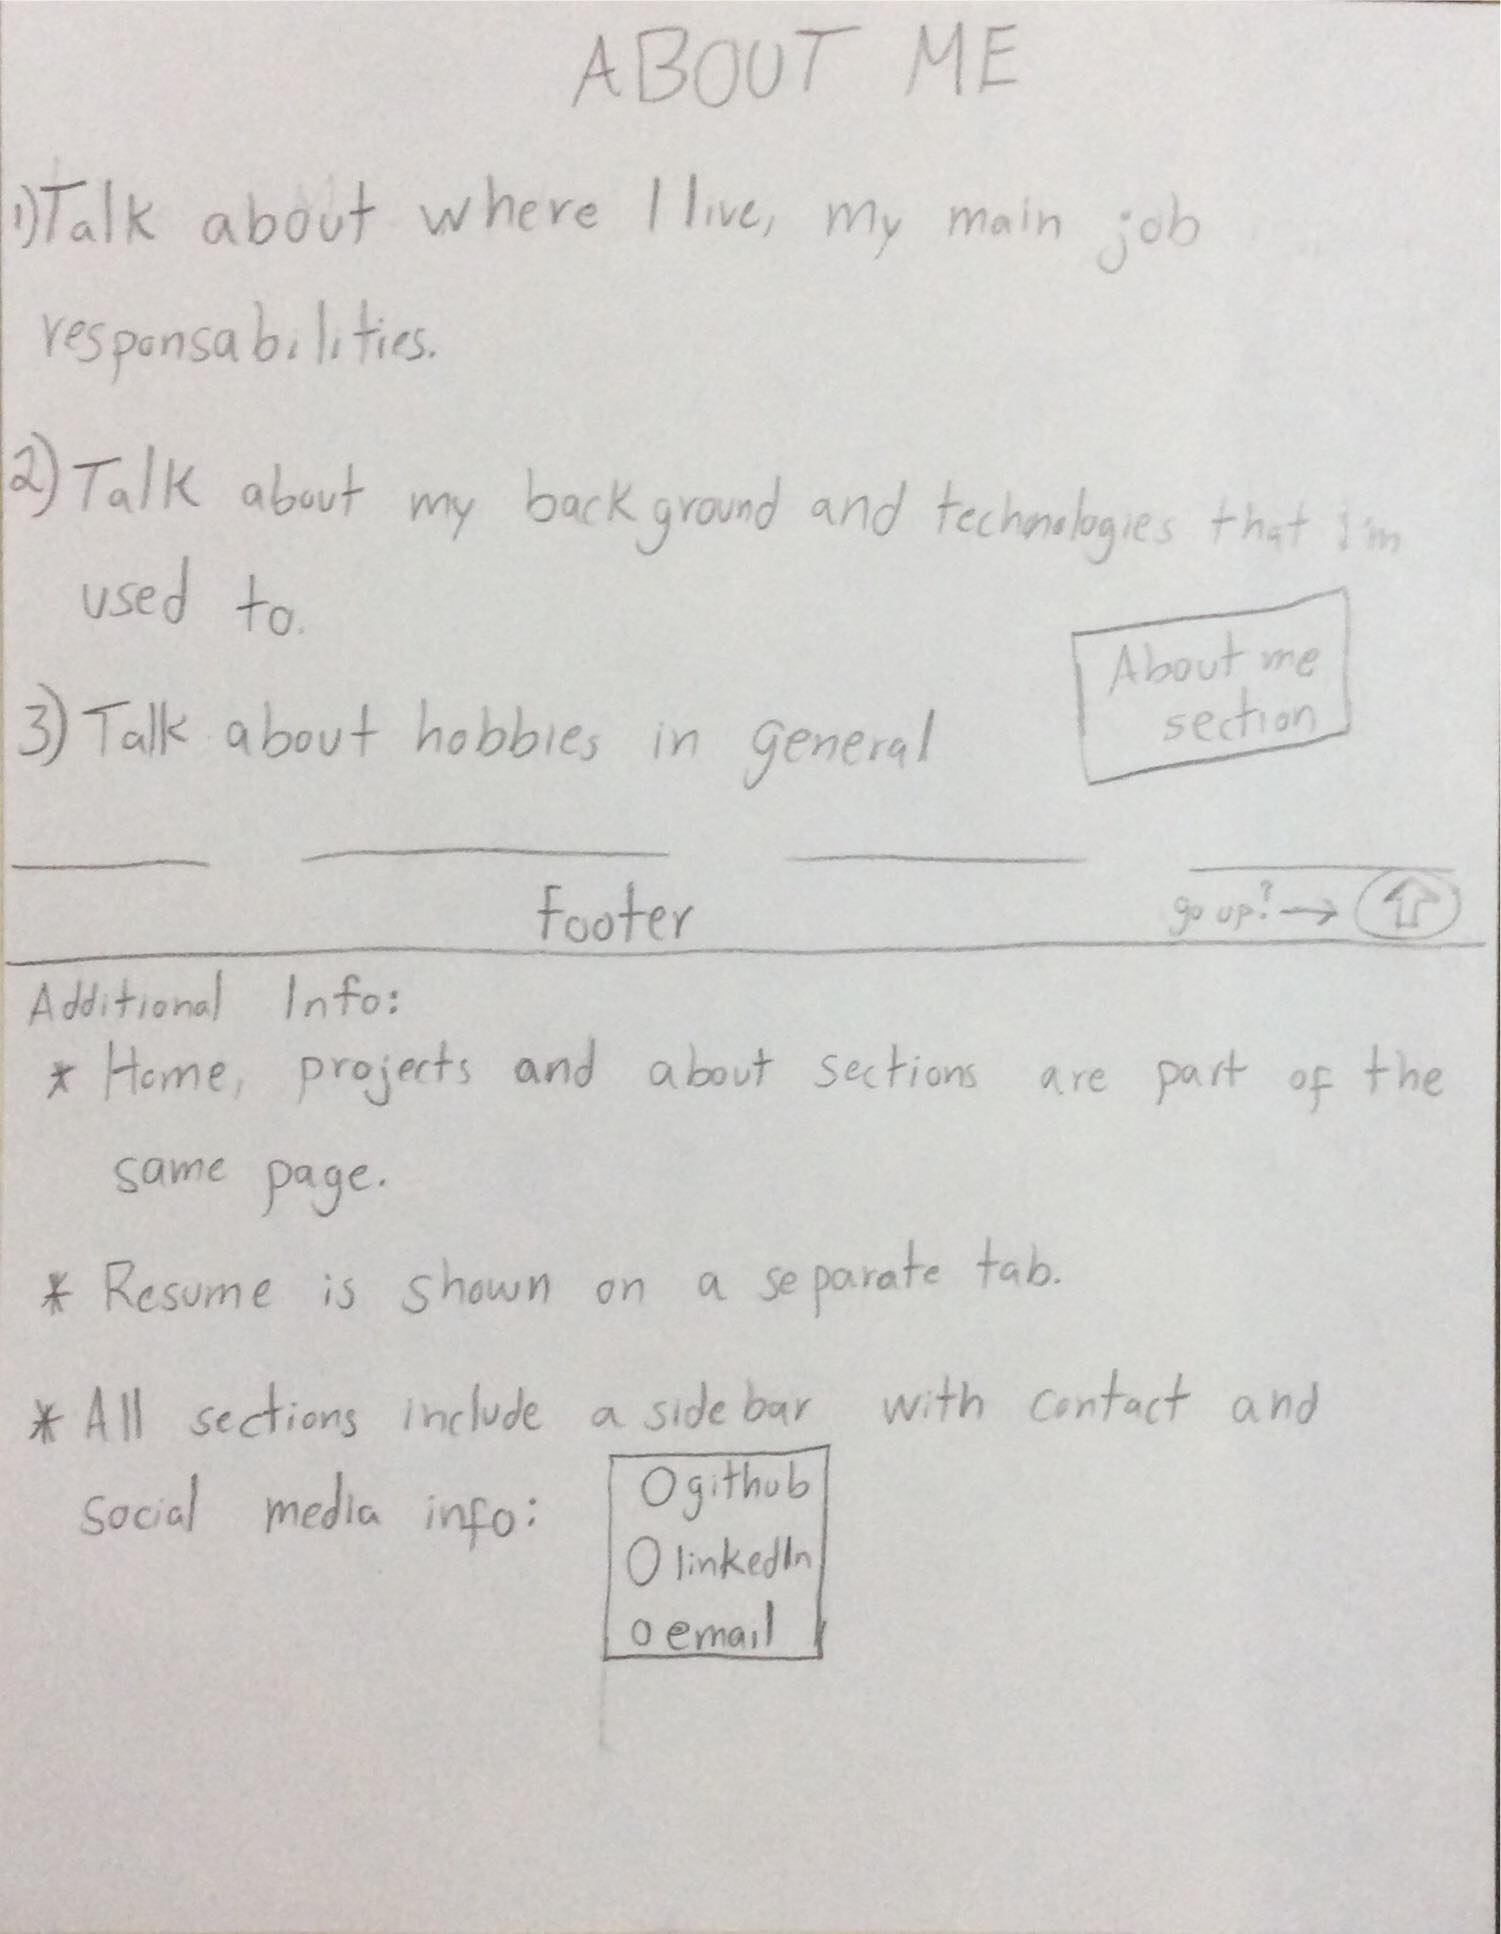 ABOUT ME
1) Talk about where I live, my main job
responsabilities.
2) Talk about my background and technologies that i'm
used to.
About me
section
3) Talk about hobbies in general
footer
go up? →
Additional Info:
* Home, projects and about sections are part of the
same page.
* Resume is shown on a separate tab.
* All sections include a sidebar with contact and
social media info:
github
linkedIn
email